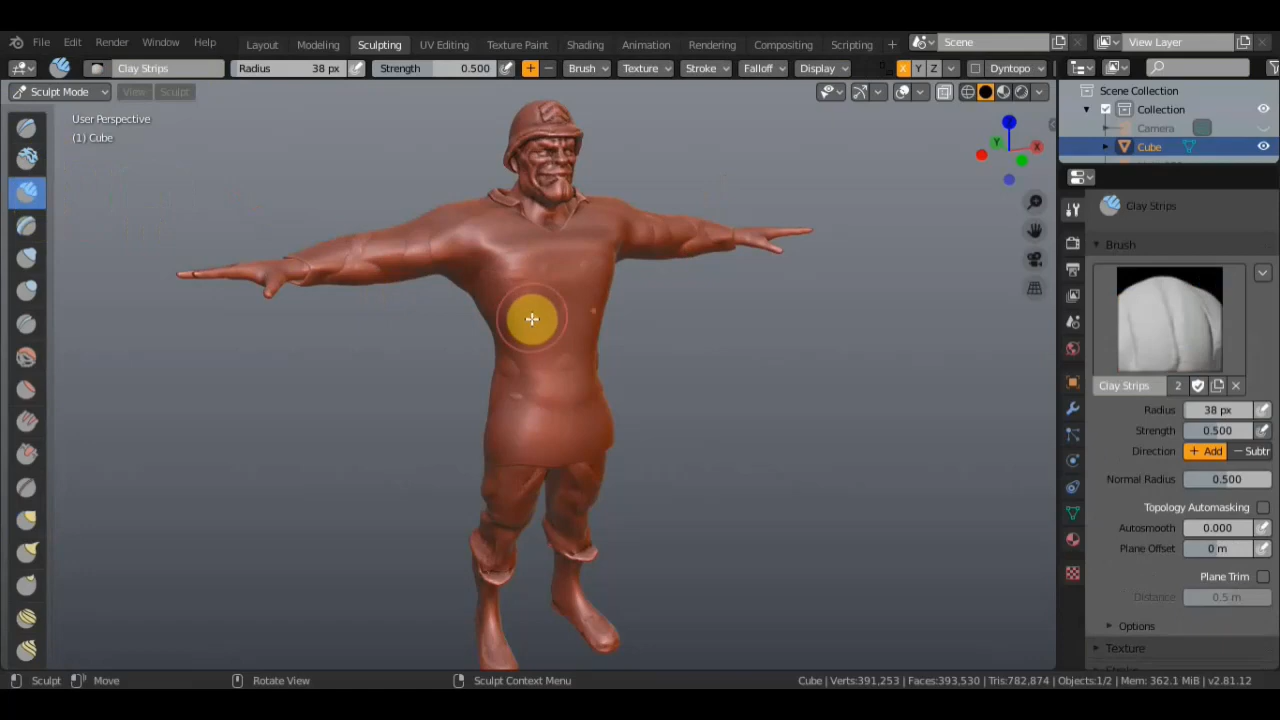 File Edit Render Window Help Layout Modeling Sculpting UV Editing Texture Paint Shading Animation Rendering Compositing Scripting + Scene View Layer
Clay Strips Radius 38 px Strength 0.500 Brush Texture Stroke Falloff Display X Y Z Dyntopo
Sculpt Mode View Sculpt
User Perspective
(1) Cube
Z
Y
X
Scene Collection
Collection
Camera
Cube
Clay Strips
Brush
Clay Strips 2
Radius 38 px
Strength 0.500
Direction + Add − Subtr
Normal Radius 0.500
Topology Automasking
Autosmooth 0.000
Plane Offset 0 m
Plane Trim
Distance 0.5 m
Options
Texture
Sculpt Move Rotate View Sculpt Context Menu Cube | Verts:391,253 | Faces:393,530 | Tris:782,874 | Objects:1/2 | Mem: 362.1 MiB | v2.81.12